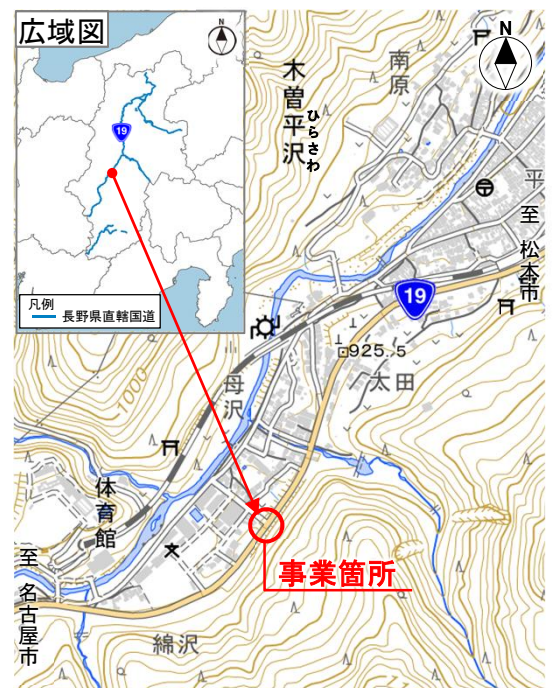 広域図
N
19
凡例
長野県直轄国道
N
南原
木曽平沢
ひらさわ
平
至 松本市
19
925.5
太田
母沢
1000
体育館
事業箇所
至 名古屋市
綿沢